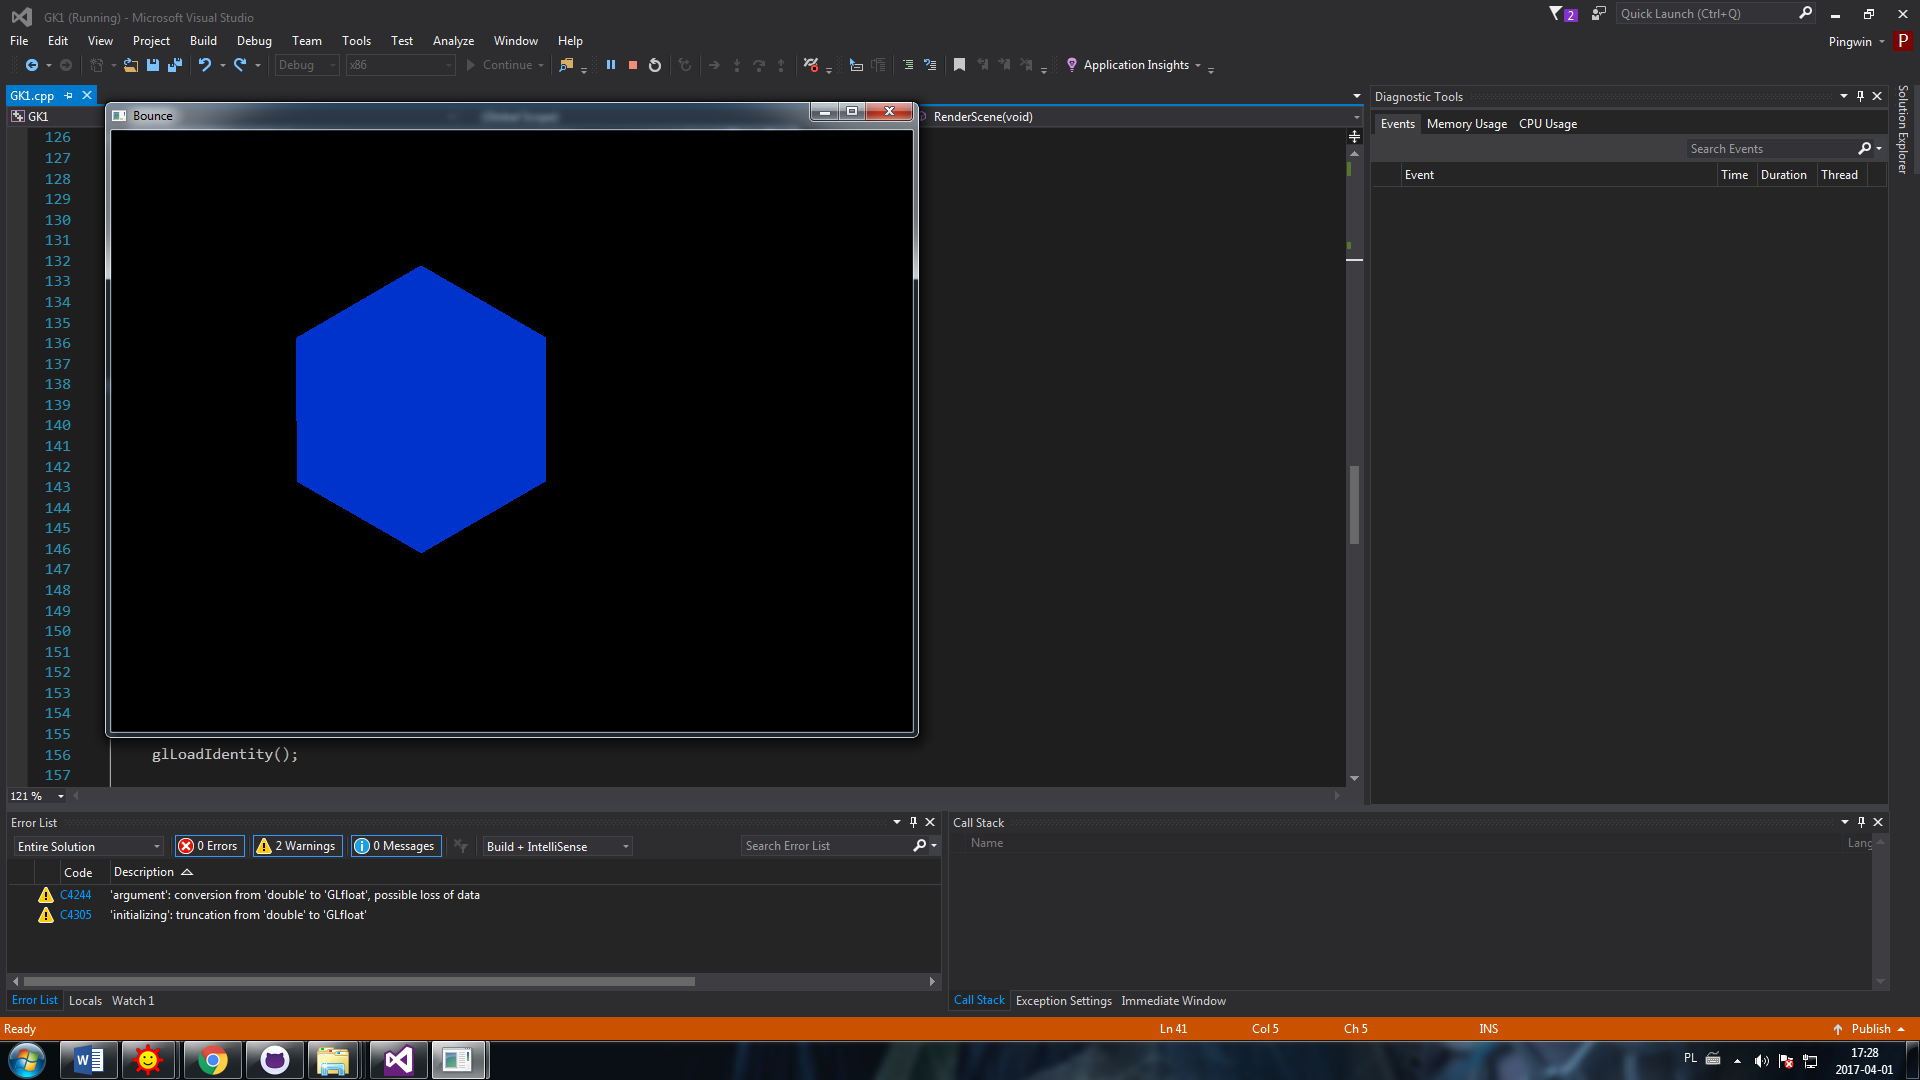 GK1 (Running) - Microsoft Visual Studio
2
Quick Launch (Ctrl+Q)
File Edit View Project Build Debug Team Tools Test Analyze Window Help
Pingwin P
Debug x86 Continue Application Insights
GK1.cpp
GK1
Bounce
(Global Scope)
RenderScene(void)
126
127
128
129
130
131
132
133
134
135
136
137
138
139
140
141
142
143
144
145
146
147
148
149
150
151
152
153
154
155
156 glLoadIdentity();
157
121 %
Diagnostic Tools
Events Memory Usage CPU Usage
Search Events
Event Time Duration Thread
Solution Explorer
Error List
Entire Solution 0 Errors 2 Warnings 0 Messages Build + IntelliSense Search Error List
Code Description
C4244 'argument': conversion from 'double' to 'GLfloat', possible loss of data
C4305 'initializing': truncation from 'double' to 'GLfloat'
Error List Locals Watch 1
Call Stack
Name Lang
Call Stack Exception Settings Immediate Window
Ready Ln 41 Col 5 Ch 5 INS Publish
PL 17:28
2017-04-01